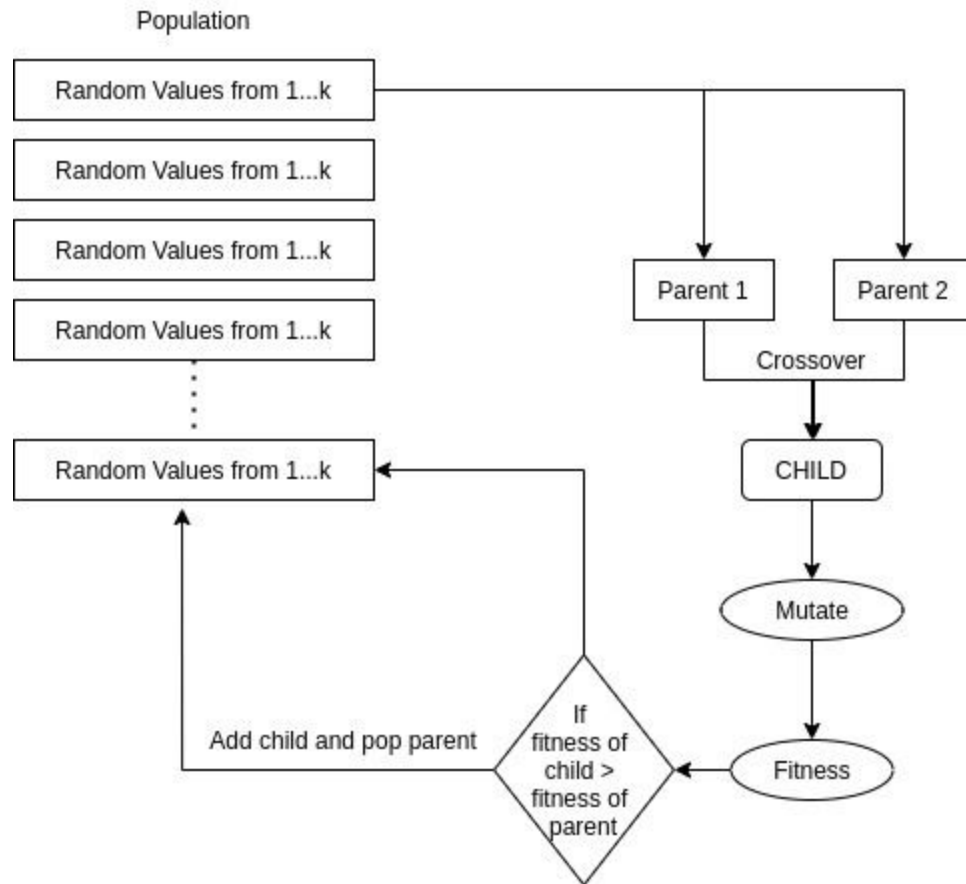 Population
Random Values from 1...k
Random Values from 1...k
Random Values from 1...k
Random Values from 1...k
Random Values from 1...k
Parent 1
Parent 2
Crossover
CHILD
Mutate
Fitness
If
fitness of
child >
fitness of
parent
Add child and pop parent